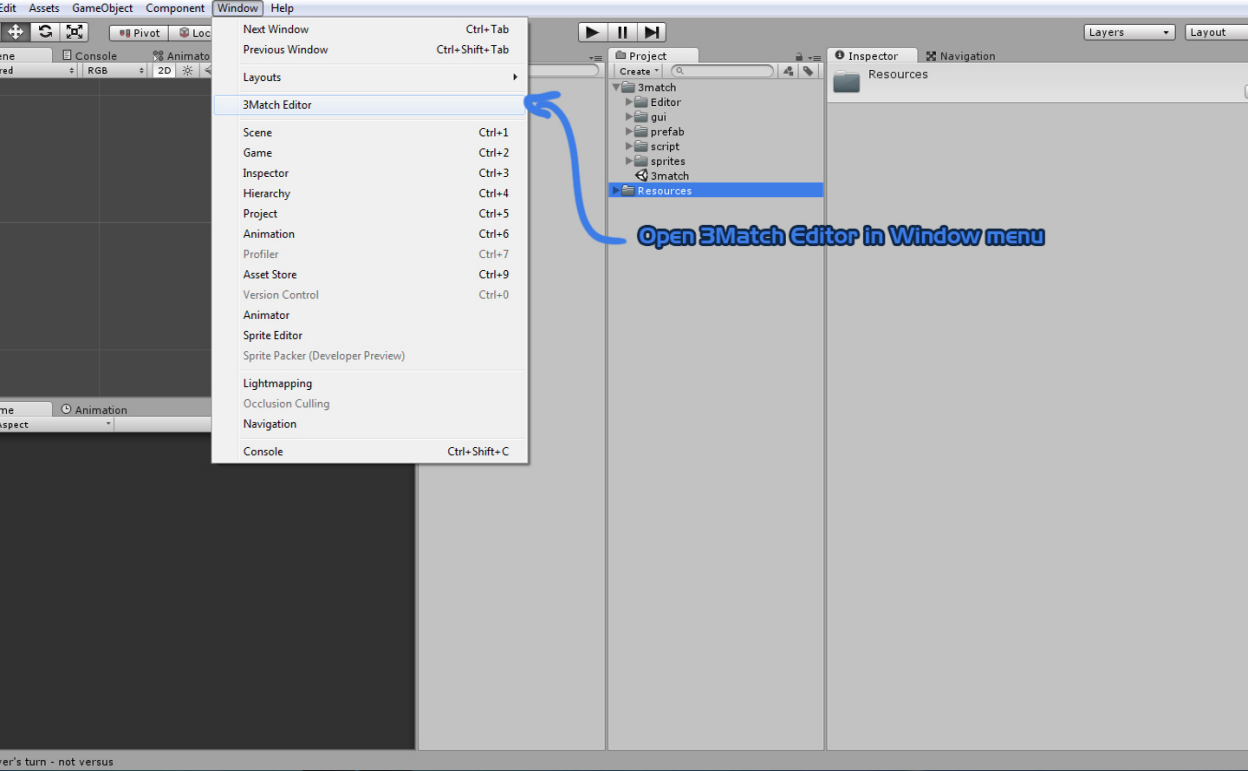 Edit Assets GameObject Component Window Help
Pivot Loc
Layers Layout
Console Animato
RGB 2D
Next Window Ctrl+Tab
Previous Window Ctrl+Shift+Tab
Layouts
3Match Editor
Scene Ctrl+1
Game Ctrl+2
Inspector Ctrl+3
Hierarchy Ctrl+4
Project Ctrl+5
Animation Ctrl+6
Profiler Ctrl+7
Asset Store Ctrl+9
Version Control Ctrl+0
Animator
Sprite Editor
Sprite Packer (Developer Preview)
Lightmapping
Occlusion Culling
Navigation
Console Ctrl+Shift+C
Project
Create
3match
Editor
gui
prefab
script
sprites
3match
Resources
Inspector Navigation
Resources
Open 3Match Editor in Window menu
me Animation
Aspect
ver's turn - not versus